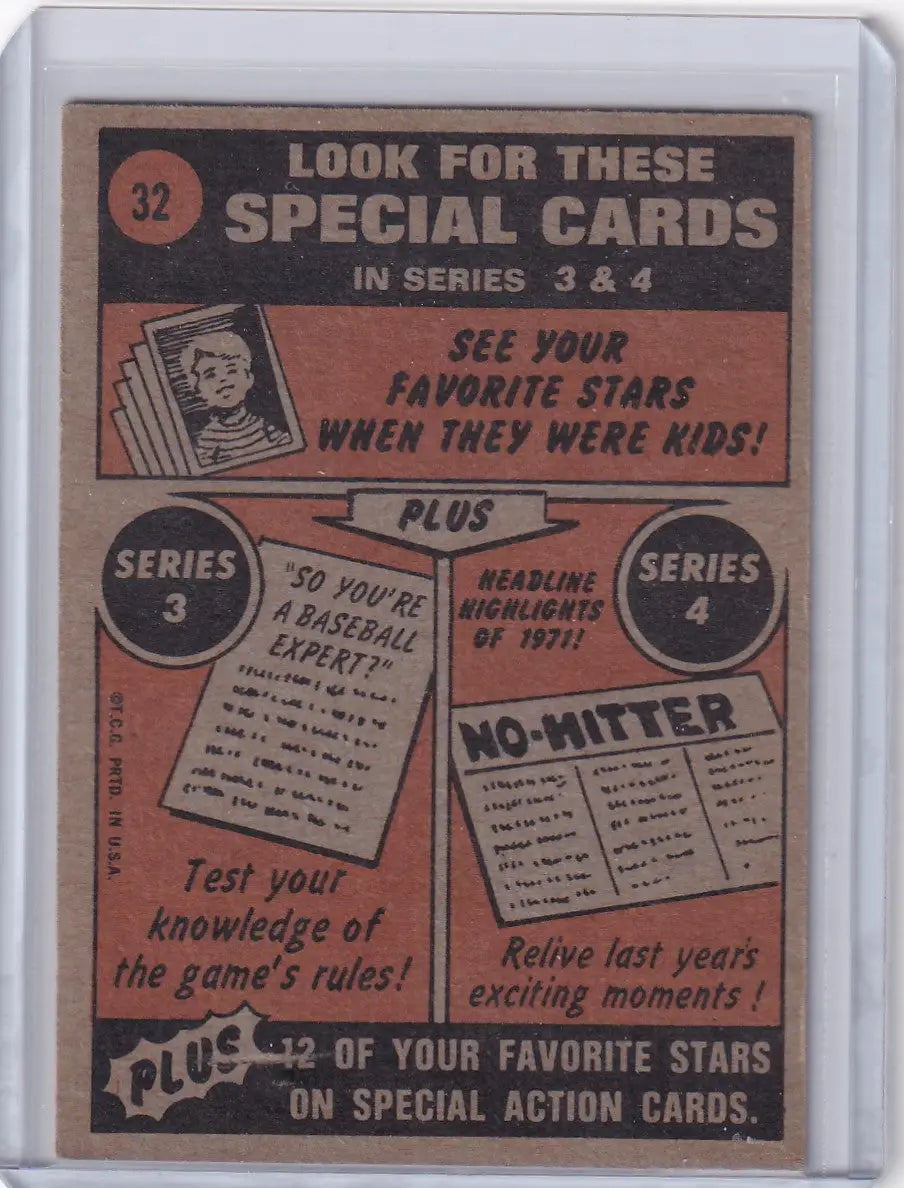 32
LOOK FOR THESE
SPECIAL CARDS
IN SERIES 3 & 4
SEE YOUR
FAVORITE STARS
WHEN THEY WERE KIDS!
PLUS
SERIES
3
"SO YOU'RE
A BASEBALL
EXPERT?"
Test your
knowledge of
the game's rules!
HEADLINE
HIGHLIGHTS
OF 1971!
SERIES
4
NO-HITTER
Relive last year's
exciting moments!
©T.C.G. PRTD. IN U.S.A.
PLUS 12 OF YOUR FAVORITE STARS
ON SPECIAL ACTION CARDS.